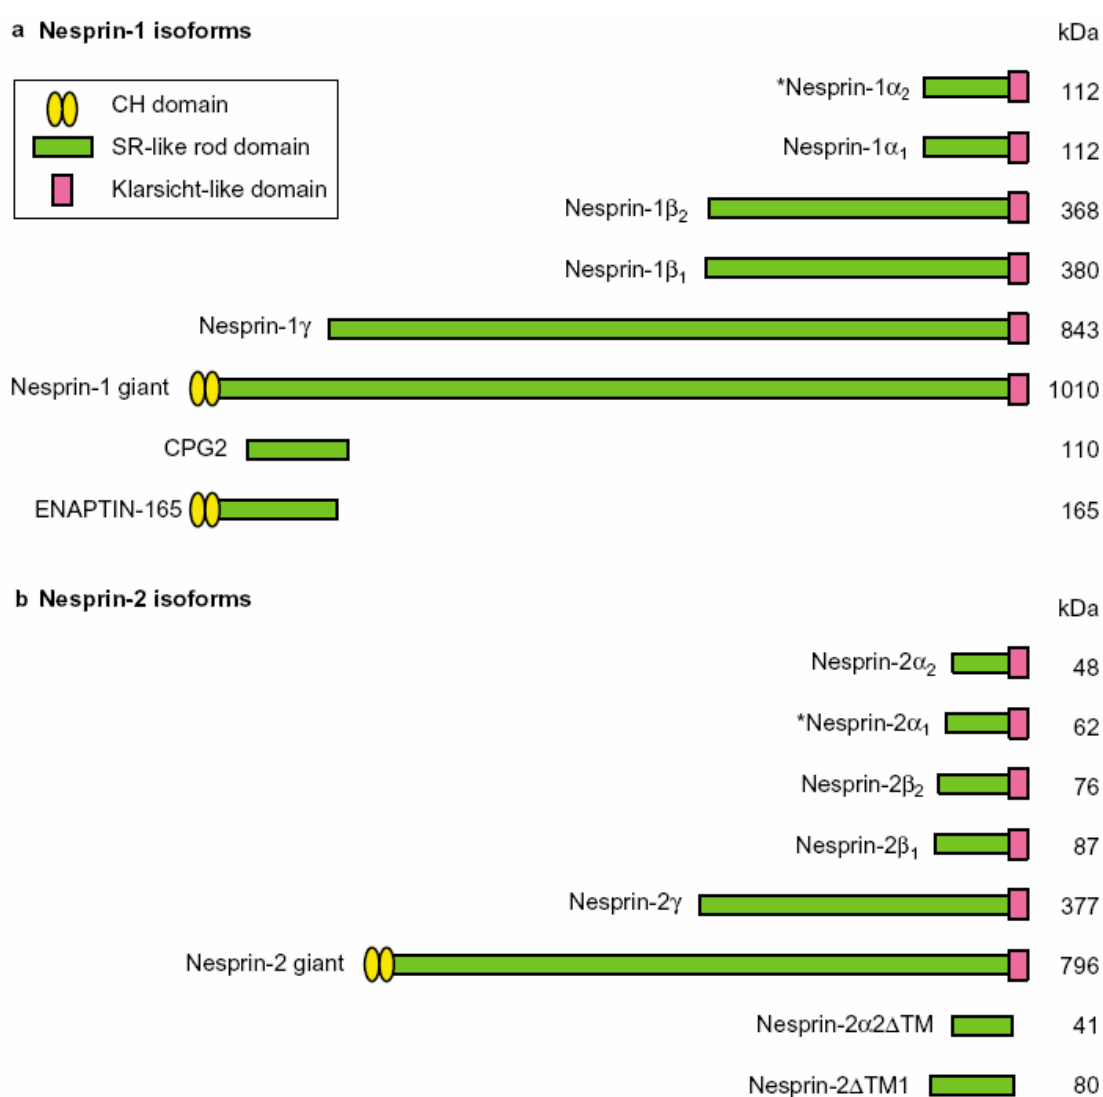 a Nesprin-1 isoforms kDa
CH domain
SR-like rod domain
Klarsicht-like domain
*Nesprin-1α₂ 112
Nesprin-1α₁ 112
Nesprin-1β₂ 368
Nesprin-1β₁ 380
Nesprin-1γ 843
Nesprin-1 giant 1010
CPG2 110
ENAPTIN-165 165
b Nesprin-2 isoforms kDa
Nesprin-2α₂ 48
*Nesprin-2α₁ 62
Nesprin-2β₂ 76
Nesprin-2β₁ 87
Nesprin-2γ 377
Nesprin-2 giant 796
Nesprin-2α2ΔTM 41
Nesprin-2ΔTM1 80